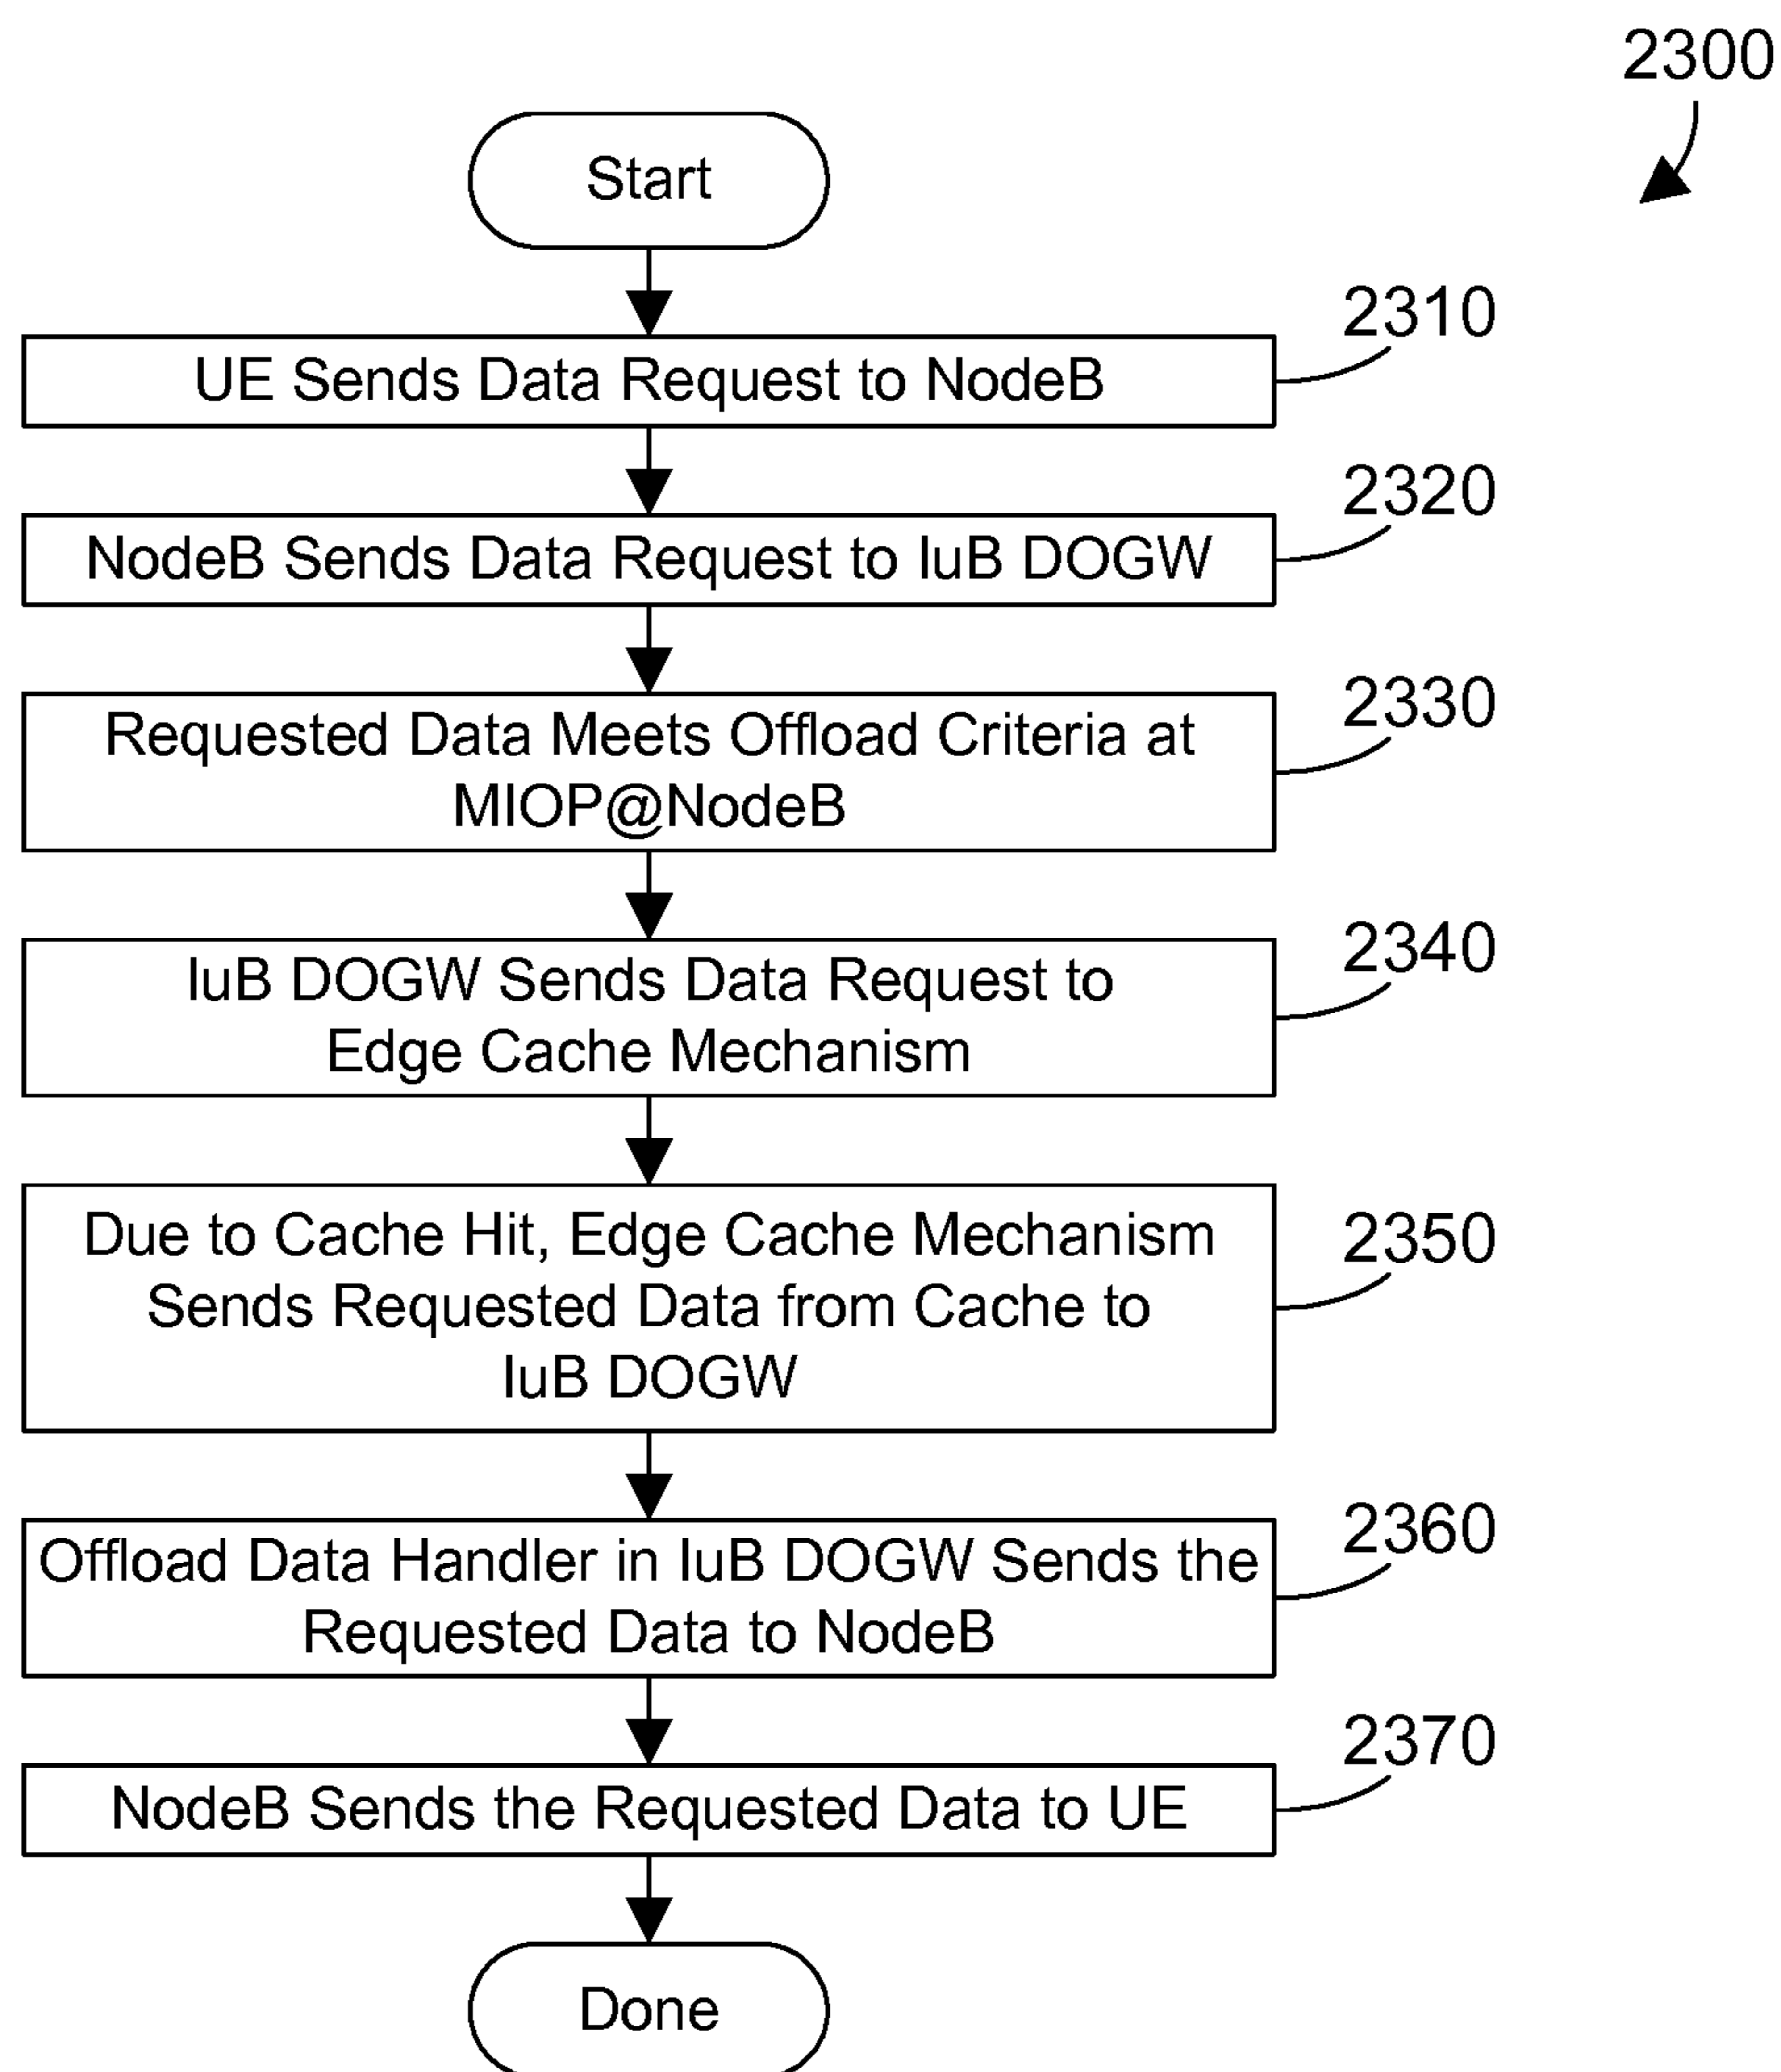 2300
Start
2310
UE Sends Data Request to NodeB
2320
NodeB Sends Data Request to IuB DOGW
2330
Requested Data Meets Offload Criteria at
MIOP@NodeB
2340
IuB DOGW Sends Data Request to
Edge Cache Mechanism
2350
Due to Cache Hit, Edge Cache Mechanism
Sends Requested Data from Cache to
IuB DOGW
2360
Offload Data Handler in IuB DOGW Sends the
Requested Data to NodeB
2370
NodeB Sends the Requested Data to UE
Done